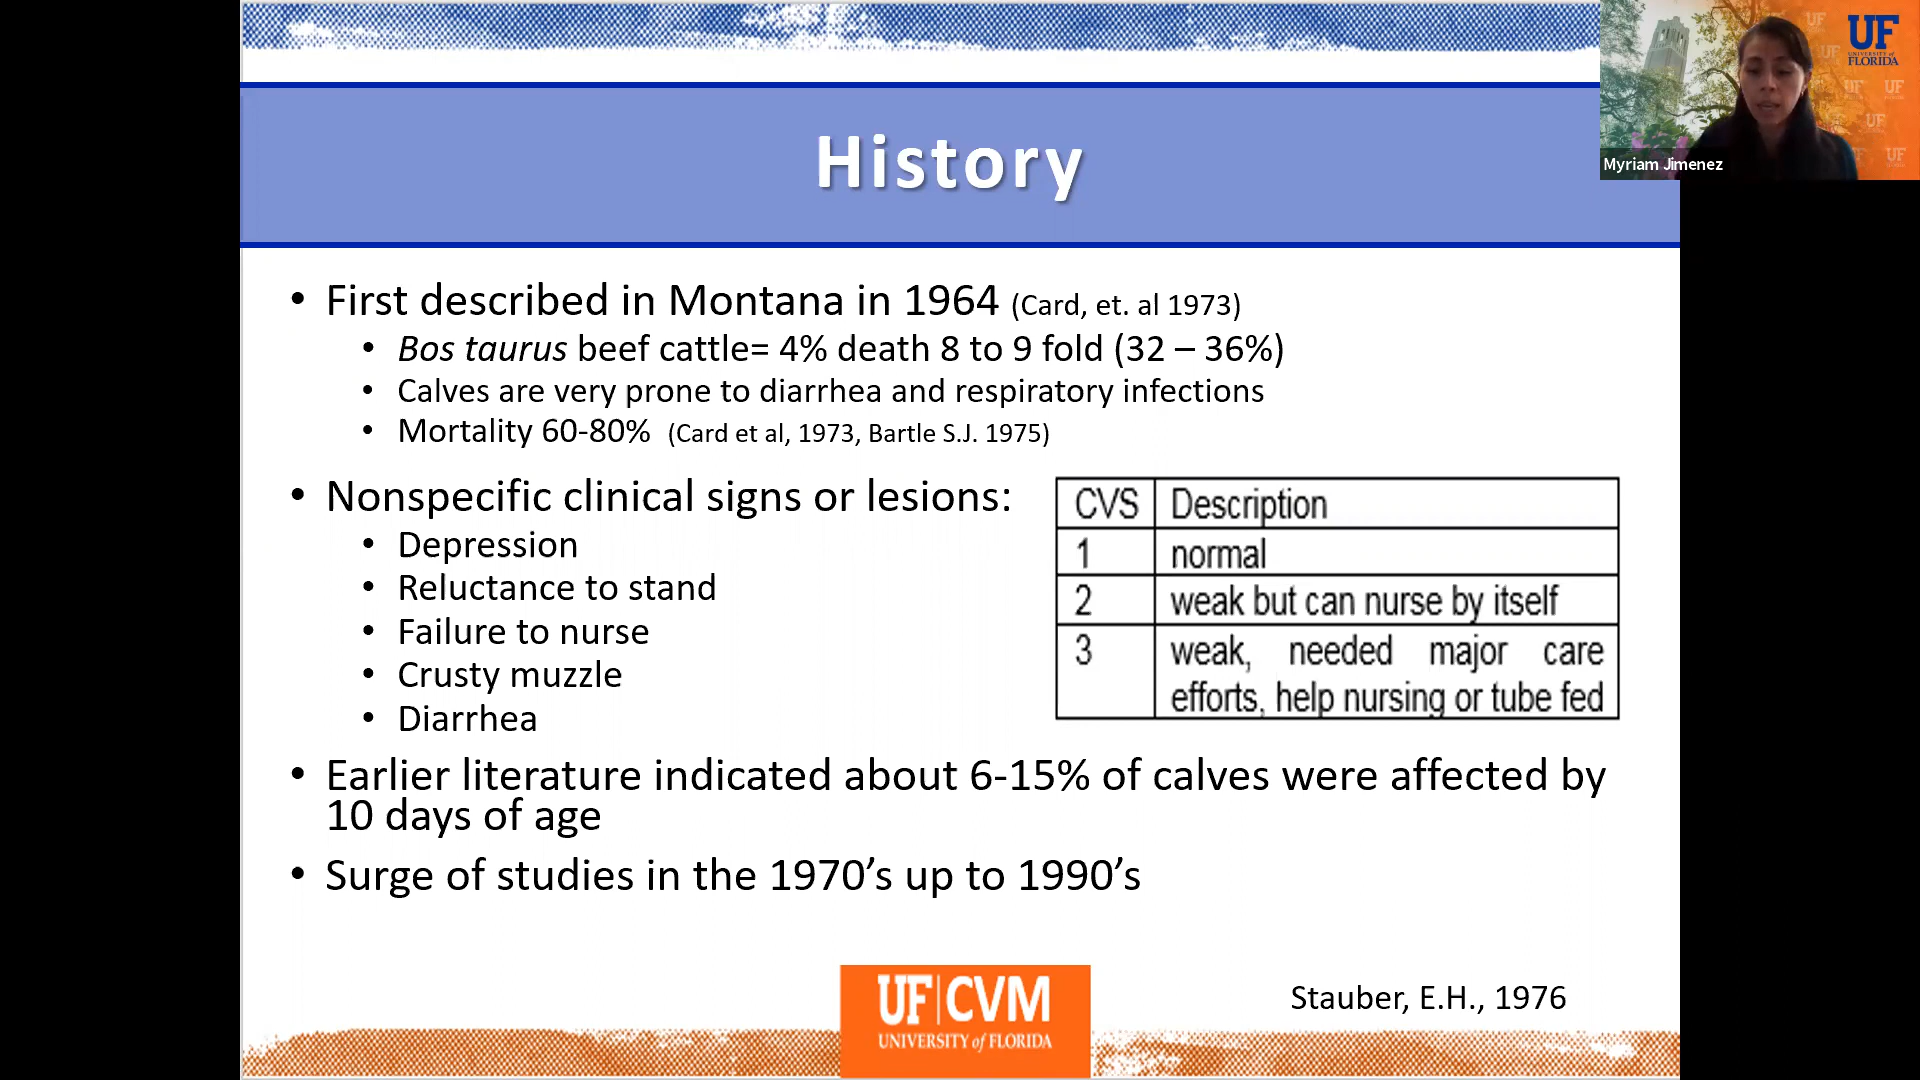 UF
UNIVERSITY of
FLORIDA
Myriam Jimenez
History
• First described in Montana in 1964 (Card, et. al 1973)
• Bos taurus beef cattle= 4% death 8 to 9 fold (32 – 36%)
• Calves are very prone to diarrhea and respiratory infections
• Mortality 60-80% (Card et al, 1973, Bartle S.J. 1975)
• Nonspecific clinical signs or lesions:
• Depression
• Reluctance to stand
• Failure to nurse
• Crusty muzzle
• Diarrhea
CVS Description
1 normal
2 weak but can nurse by itself
3 weak, needed major care
efforts, help nursing or tube fed
• Earlier literature indicated about 6-15% of calves were affected by
10 days of age
• Surge of studies in the 1970’s up to 1990’s
Stauber, E.H., 1976
UF|CVM
UNIVERSITY of FLORIDA